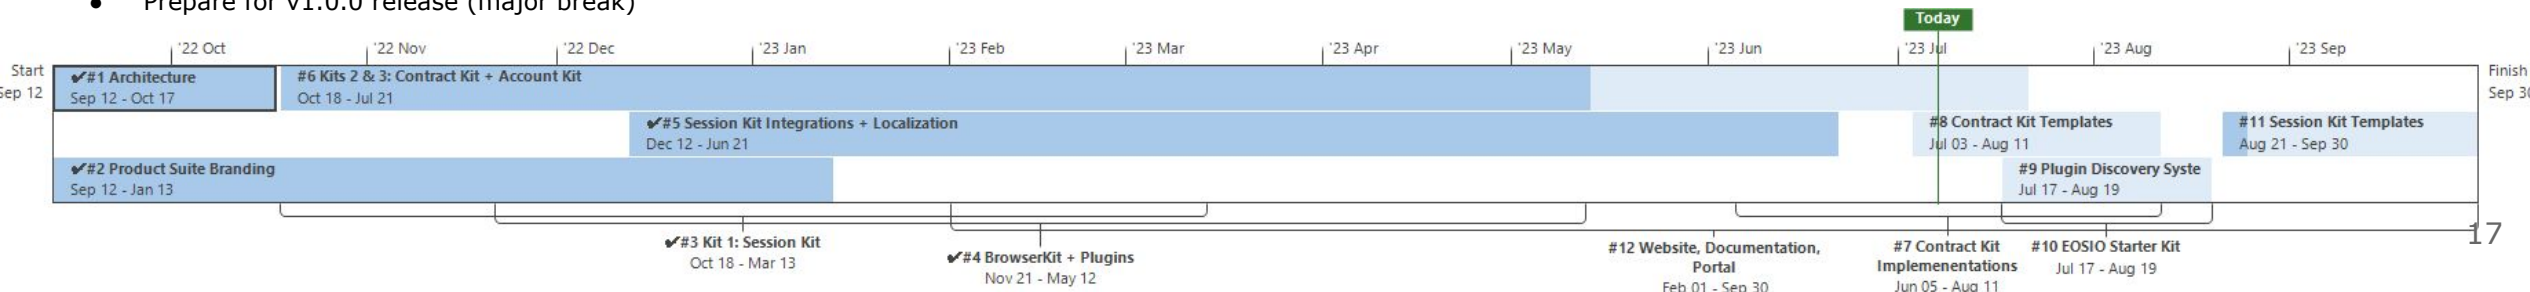 ● Prepare for v1.0.0 release (major break)
Today
'22 Oct '22 Nov '22 Dec '23 Jan '23 Feb '23 Mar '23 Apr '23 May '23 Jun '23 Jul '23 Aug '23 Sep
Start
Sep 12
✔#1 Architecture
Sep 12 - Oct 17
#6 Kits 2 & 3: Contract Kit + Account Kit
Oct 18 - Jul 21
Finish
Sep 30
✔#5 Session Kit Integrations + Localization
Dec 12 - Jun 21
#8 Contract Kit Templates
Jul 03 - Aug 11
#11 Session Kit Templates
Aug 21 - Sep 30
✔#2 Product Suite Branding
Sep 12 - Jan 13
#9 Plugin Discovery Syste
Jul 17 - Aug 19
✔#3 Kit 1: Session Kit
Oct 18 - Mar 13
✔#4 BrowserKit + Plugins
Nov 21 - May 12
#12 Website, Documentation,
Portal
Feb 01 - Sep 30
#7 Contract Kit
Implemenentations
Jun 05 - Aug 11
#10 EOSIO Starter Kit
Jul 17 - Aug 19
17